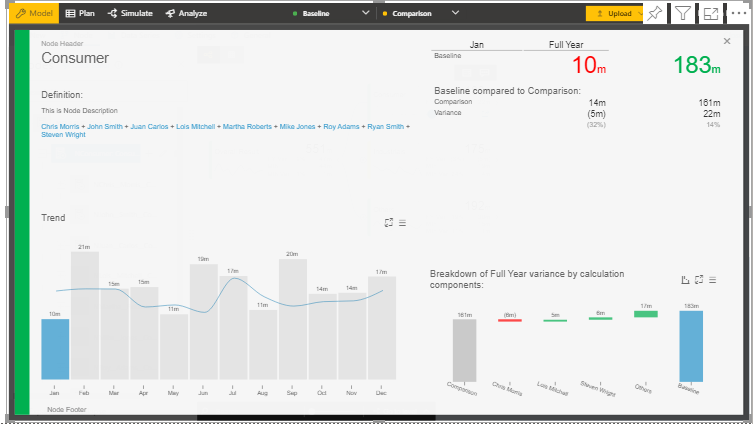 Model Plan Simulate Analyze Baseline Comparison Upload
Node Header
Consumer
Jan Full Year
Baseline
10m 183m
Definition:
This is Node Description
Chris Morris + John Smith + Juan Carlos + Lois Mitchell + Martha Roberts + Mike Jones + Roy Adams + Ryan Smith +
Steven Wright
Baseline compared to Comparison:
Comparison 14m 161m
Variance (5m) 22m
(32%) 14%
Trend
10m 21m 15m 15m 11m 19m 17m 11m 20m 14m 14m 17m
Jan Feb Mar Apr May Jun Jul Aug Sep Oct Nov Dec
Node Footer
Breakdown of Full Year variance by calculation
components:
161m (6m) 5m 6m 17m 183m
Comparison Chris Morris Lois Mitchell Steven Wright Others Baseline